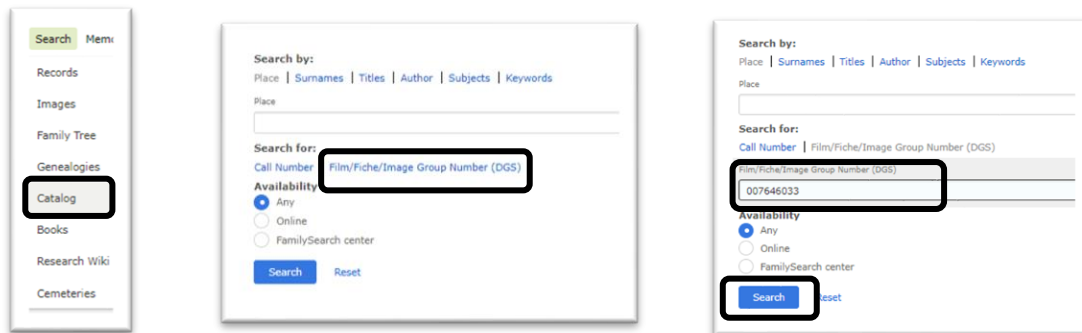 Search Mem
Records
Images
Family Tree
Genealogies
Catalog
Books
Research Wiki
Cemeteries
Search by:
Place | Surnames | Titles | Author | Subjects | Keywords
Place
Search for:
Call Number Film/Fiche/Image Group Number (DGS)
Availability
Any
Online
FamilySearch center
Search Reset
Search by:
Place | Surnames | Titles | Author | Subjects | Keywords
Place
Search for:
Call Number | Film/Fiche/Image Group Number (DGS)
Film/Fiche/Image Group Number (DGS)
007646033
Availability
Any
Online
FamilySearch center
Search Reset